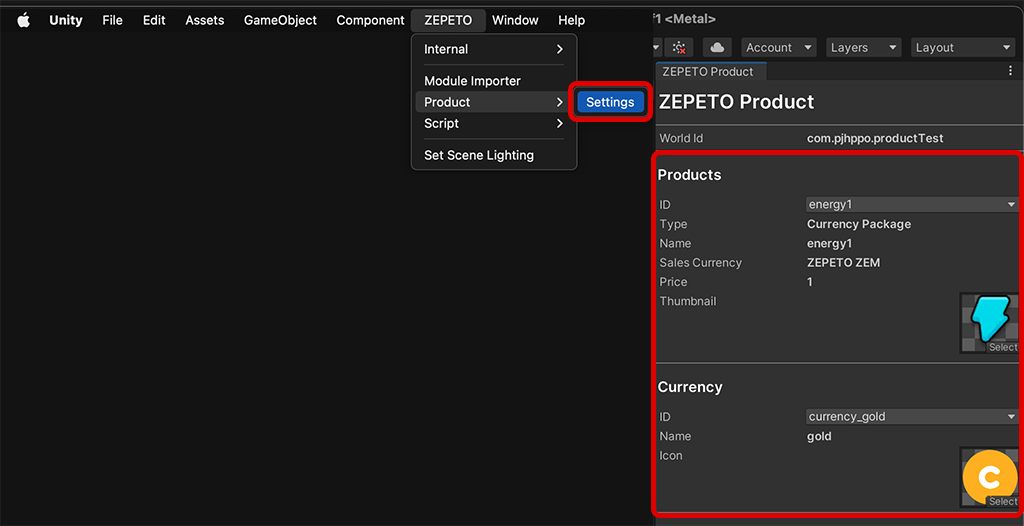 Unity File Edit Assets GameObject Component ZEPETO Window Help
Internal
Module Importer
Product
Settings
Script
Set Scene Lighting
f1 <Metal>
Account Layers Layout
ZEPETO Product
ZEPETO Product
World Id com.pjhppo.productTest
Products
ID energy1
Type Currency Package
Name energy1
Sales Currency ZEPETO ZEM
Price 1
Thumbnail
Select
Currency
ID currency_gold
Name gold
Icon
C
Select